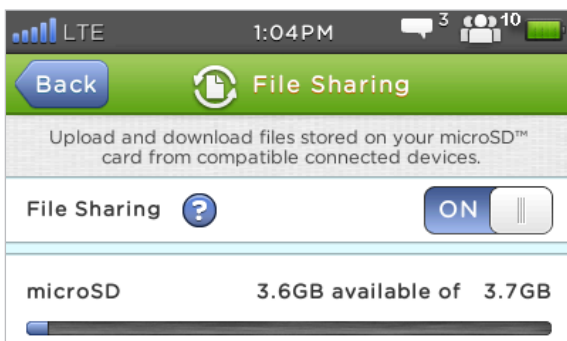 LTE 1:04PM 3 10
Back File Sharing
Upload and download files stored on your microSD™
card from compatible connected devices.
File Sharing ? ON
microSD 3.6GB available of 3.7GB